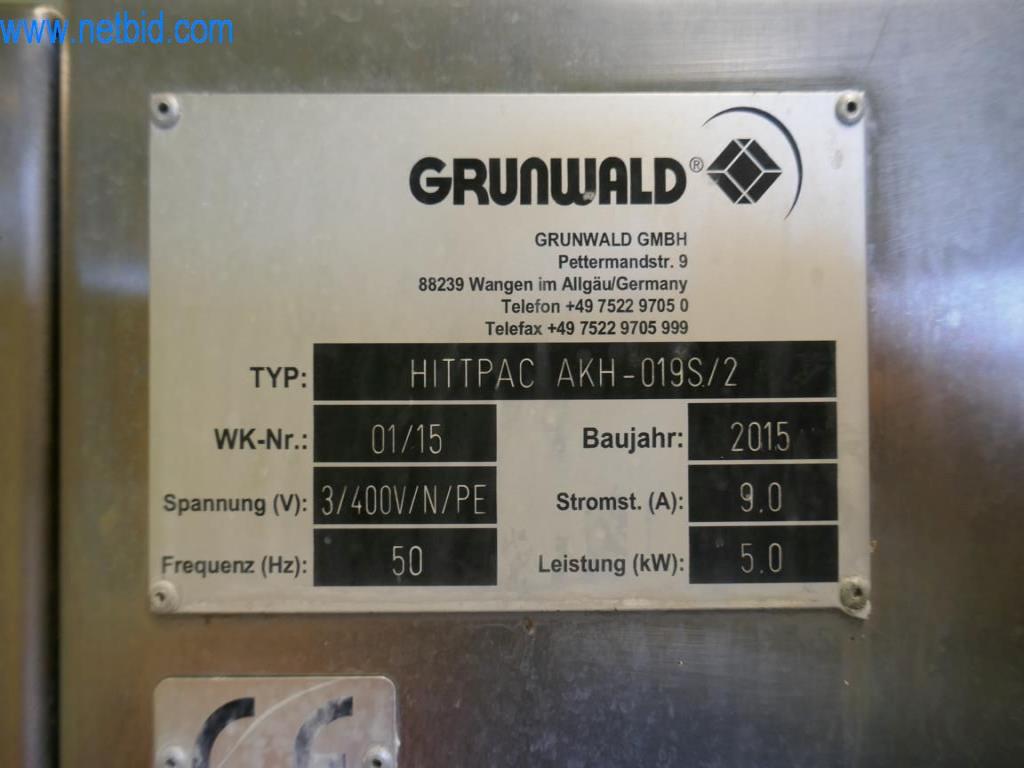 www.netbid.com
GRUNWALD®
GRUNWALD GMBH
Pettermandstr. 9
88239 Wangen im Allgäu/Germany
Telefon +49 7522 9705 0
Telefax +49 7522 9705 999
TYP: HITTPAC AKH-019S/2
WK-Nr.: 01/15 Baujahr: 2015
Spannung (V): 3/400V/N/PE Stromst. (A): 9.0
Frequenz (Hz): 50 Leistung (kW): 5.0
CE